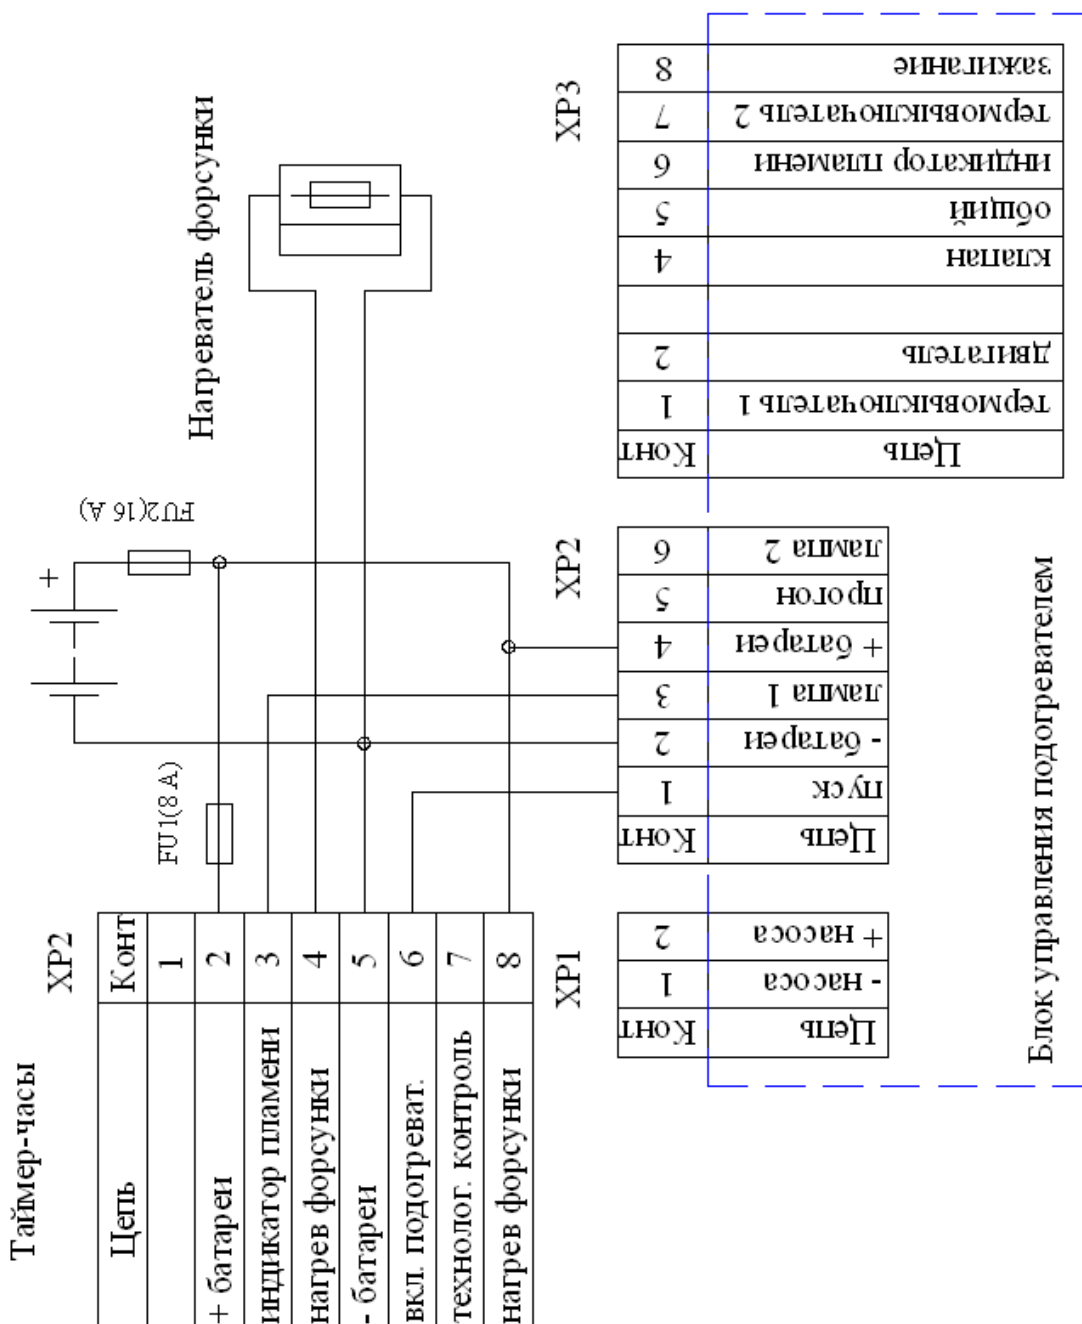 Таймер-часы
XP2
Цепь Конт
1
+ батареи 2
индикатор пламени 3
нагрев форсунки 4
- батареи 5
вкл. подогреват. 6
технолог. контроль 7
нагрев форсунки 8
Нагреватель форсунки
FU2(16 A)
+
FU1(8 A)
XP3
8 зажигание
7 термовыключатель 2
6 индикатор пламени
5 общий
4 клапан
2 двигатель
1 термовыключатель 1
Конт Цепь
XP2
6 лампа 2
5 прогон
4 + батареи
3 лампа 1
2 - батареи
1 пуск
Конт Цепь
XP1
2 + насоса
1 - насоса
Конт Цепь
Блок управления подогревателем